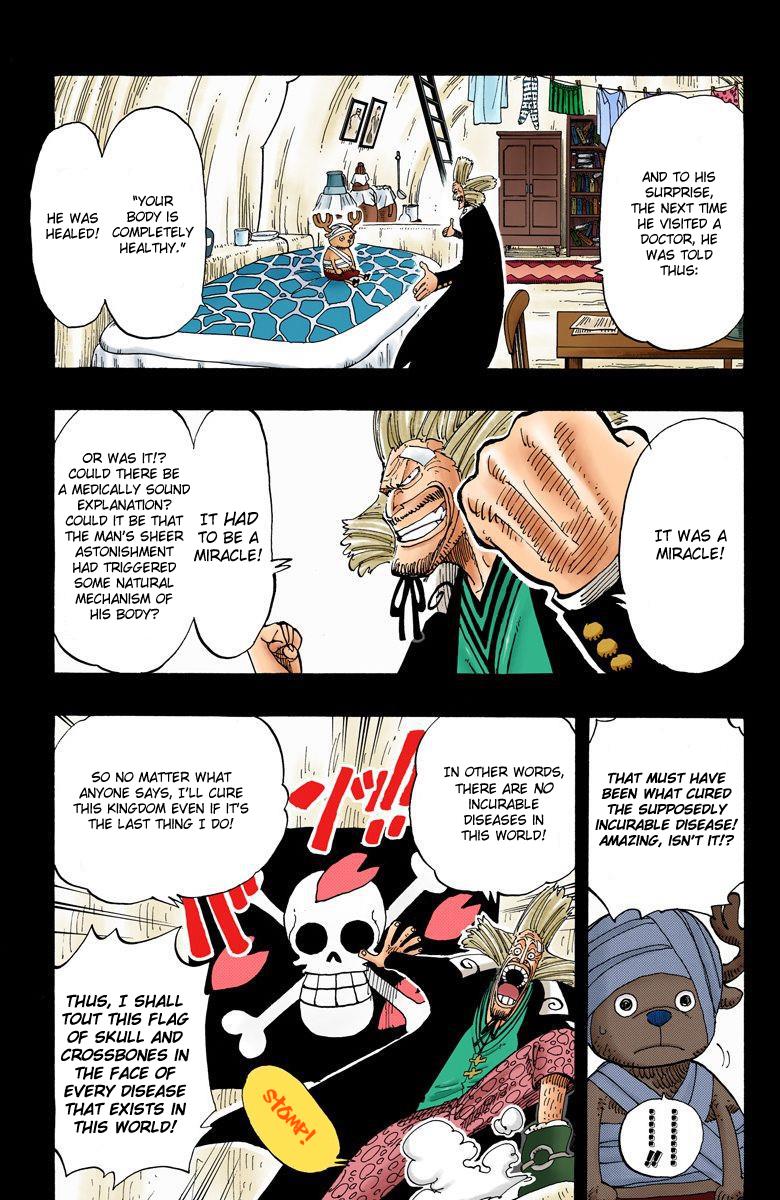 AND TO HIS
SURPRISE,
THE NEXT TIME
HE VISITED A
DOCTOR, HE
WAS TOLD
THUS:
"YOUR
BODY IS
COMPLETELY
HEALTHY."
HE WAS
HEALED!
IT WAS A
MIRACLE!
IT HAD
TO BE A
MIRACLE!
OR WAS IT!?
COULD THERE BE
A MEDICALLY SOUND
EXPLANATION?
COULD IT BE THAT
THE MAN'S SHEER
ASTONISHMENT
HAD TRIGGERED
SOME NATURAL
MECHANISM OF
HIS BODY?
THAT MUST HAVE
BEEN WHAT CURED
THE SUPPOSEDLY
INCURABLE DISEASE!
AMAZING, ISN'T IT!?
!!
IN OTHER WORDS,
THERE ARE NO
INCURABLE
DISEASES IN
THIS WORLD!
SO NO MATTER WHAT
ANYONE SAYS, I'LL CURE
THIS KINGDOM EVEN IF IT'S
THE LAST THING I DO!
バンッ!!
THUS, I SHALL
TOUT THIS FLAG
OF SKULL AND
CROSSBONES IN
THE FACE OF
EVERY DISEASE
THAT EXISTS IN
THIS WORLD!
STOMP!